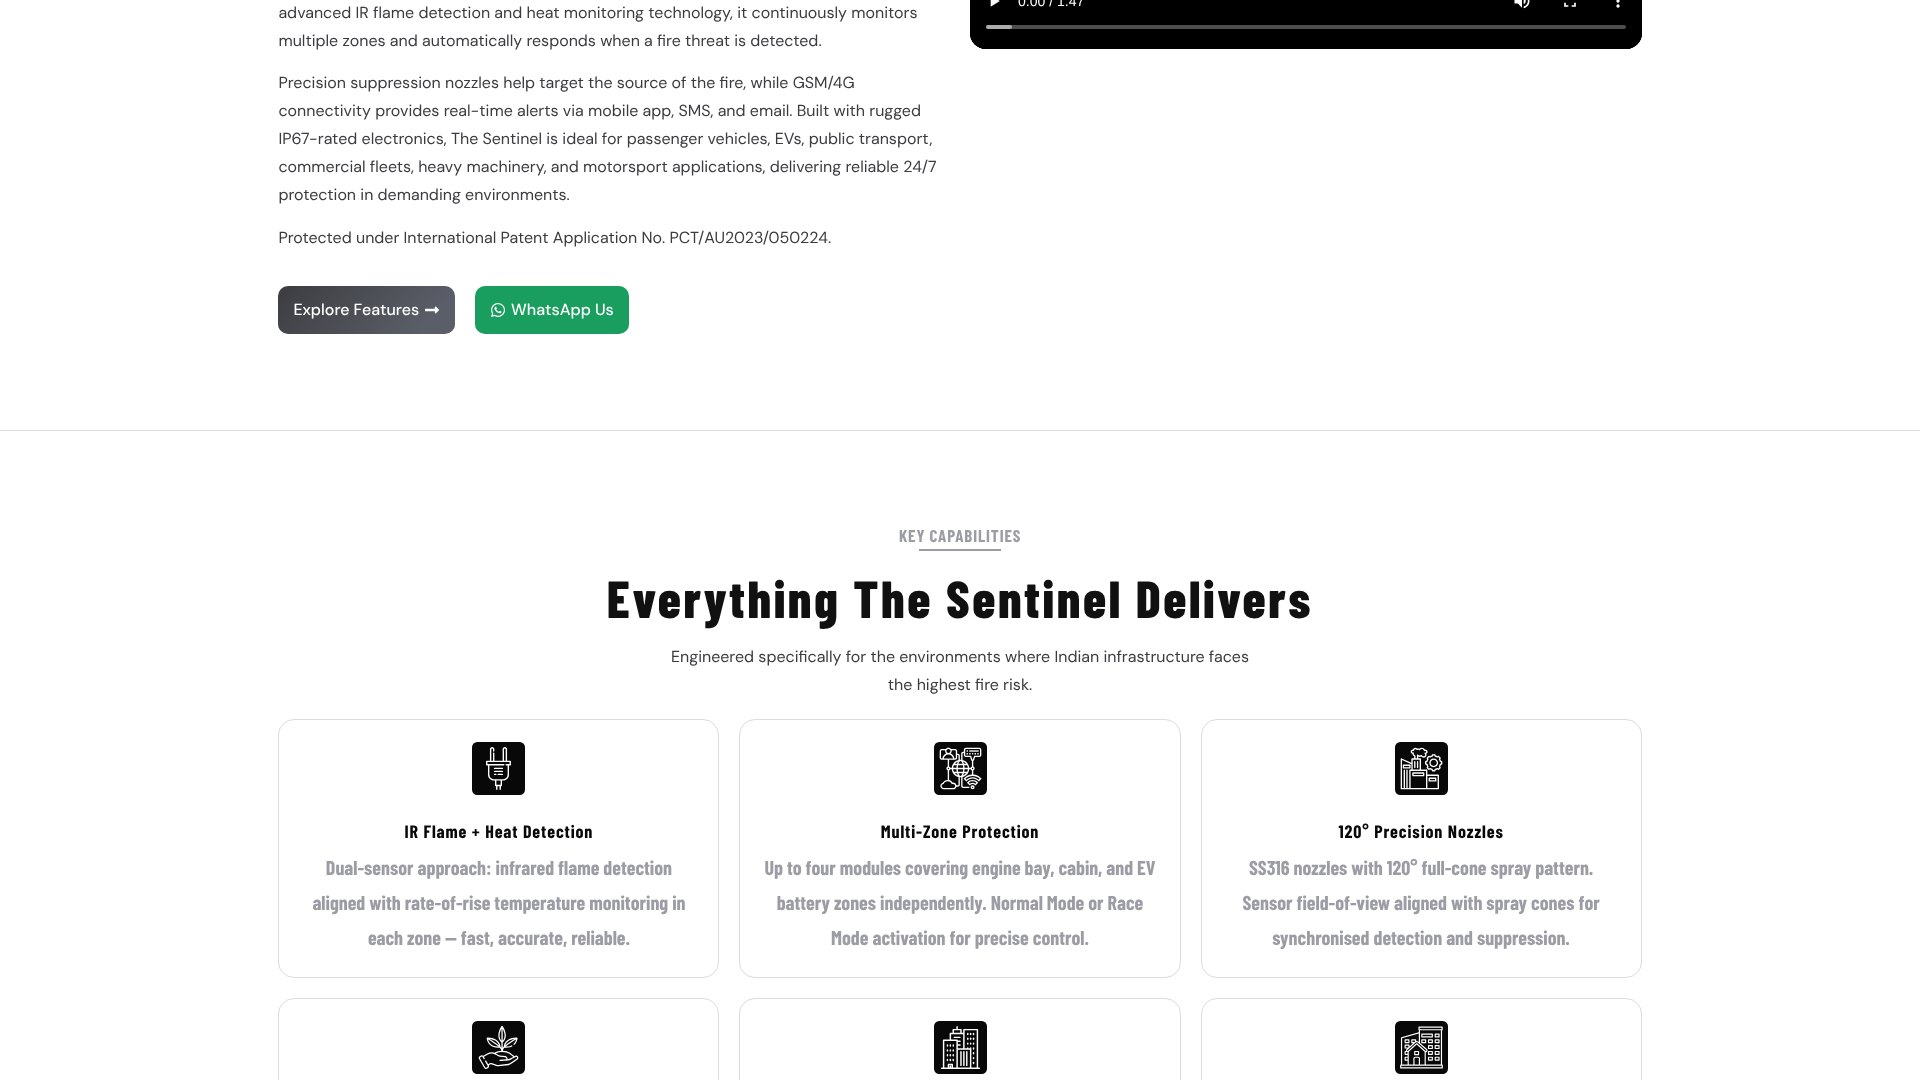 advanced IR flame detection and heat monitoring technology, it continuously monitors
multiple zones and automatically responds when a fire threat is detected.
Precision suppression nozzles help target the source of the fire, while GSM/4G
connectivity provides real-time alerts via mobile app, SMS, and email. Built with rugged
IP67-rated electronics, The Sentinel is ideal for passenger vehicles, EVs, public transport,
commercial fleets, heavy machinery, and motorsport applications, delivering reliable 24/7
protection in demanding environments.
Protected under International Patent Application No. PCT/AU2023/050224.
0:00 / 1:47
Explore Features
WhatsApp Us
KEY CAPABILITIES
Everything The Sentinel Delivers
Engineered specifically for the environments where Indian infrastructure faces
the highest fire risk.
IR Flame + Heat Detection
Dual-sensor approach: infrared flame detection
aligned with rate-of-rise temperature monitoring in
each zone — fast, accurate, reliable.
Multi-Zone Protection
Up to four modules covering engine bay, cabin, and EV
battery zones independently. Normal Mode or Race
Mode activation for precise control.
120° Precision Nozzles
SS316 nozzles with 120° full-cone spray pattern.
Sensor field-of-view aligned with spray cones for
synchronised detection and suppression.